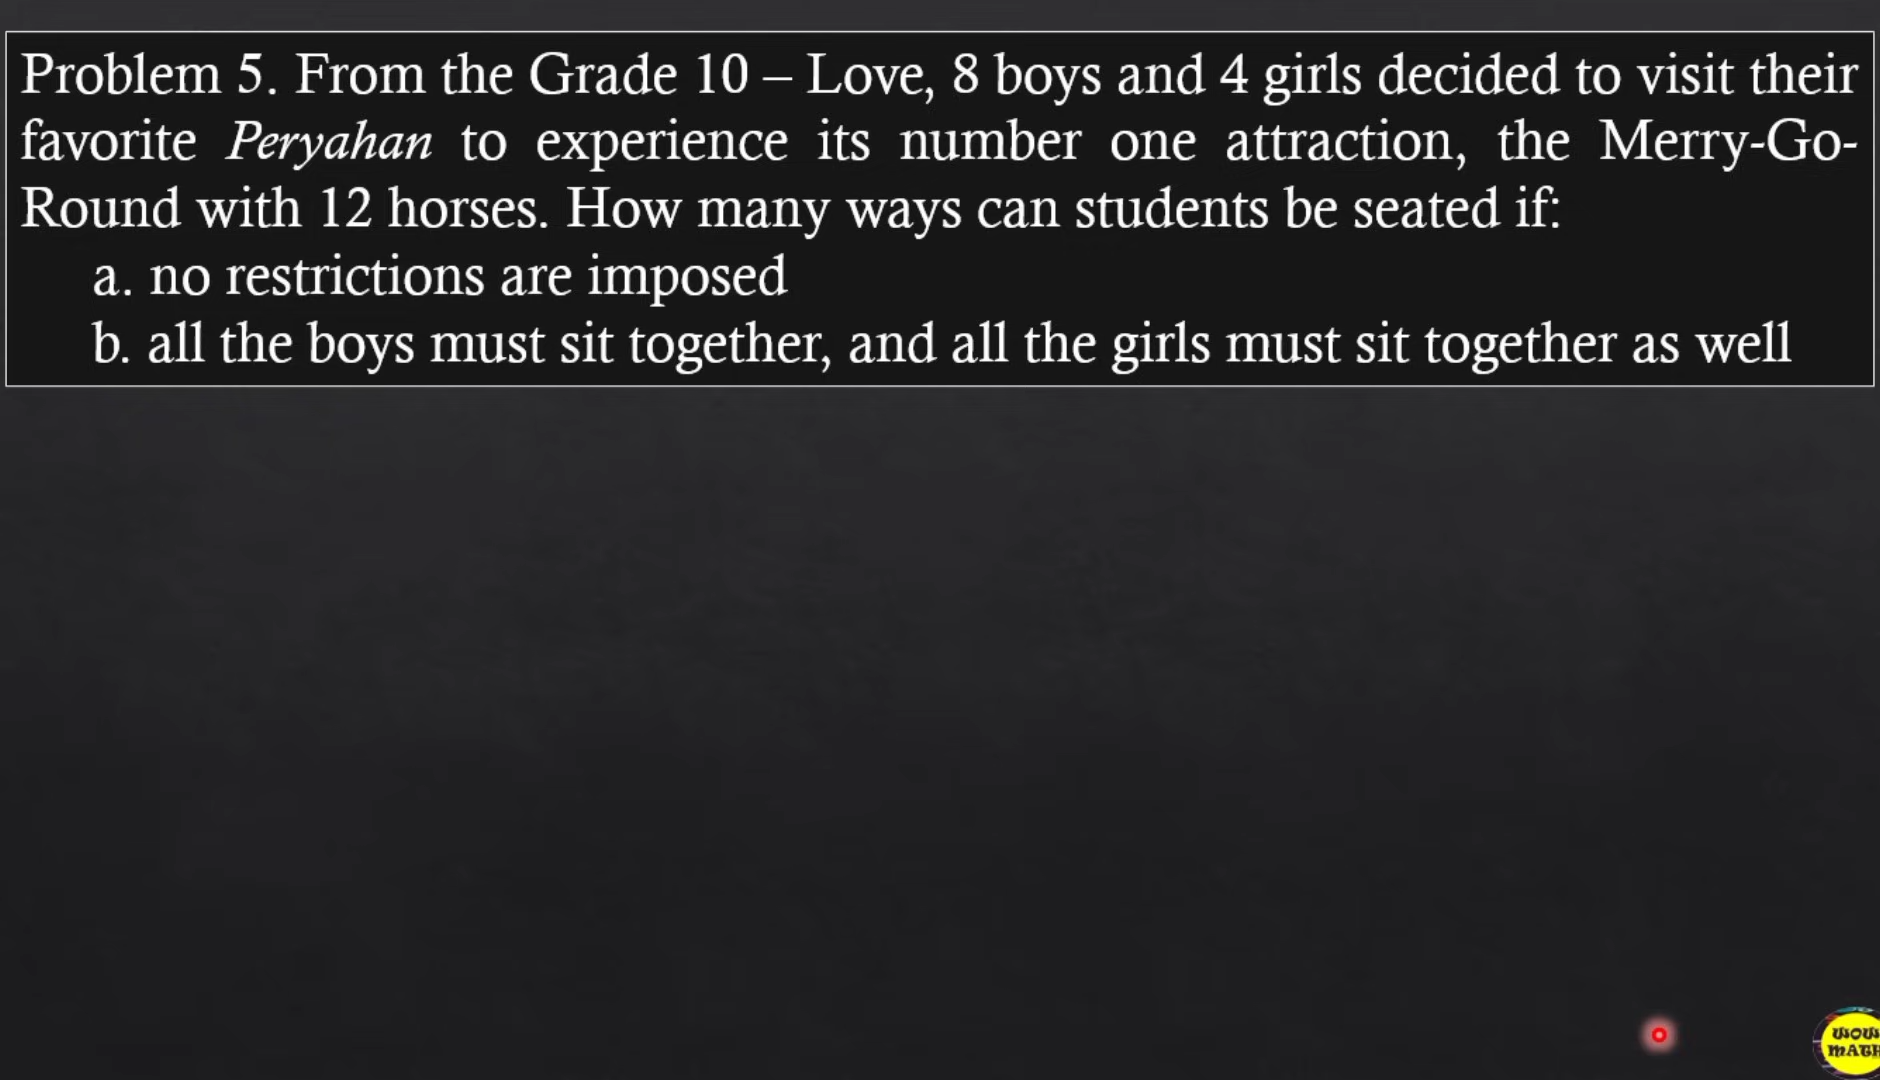 Problem 5. From the Grade 10 – Love, 8 boys and 4 girls decided to visit their
favorite Peryahan to experience its number one attraction, the Merry-Go-
Round with 12 horses. How many ways can students be seated if:
a. no restrictions are imposed
b. all the boys must sit together, and all the girls must sit together as well
WOW
MATH